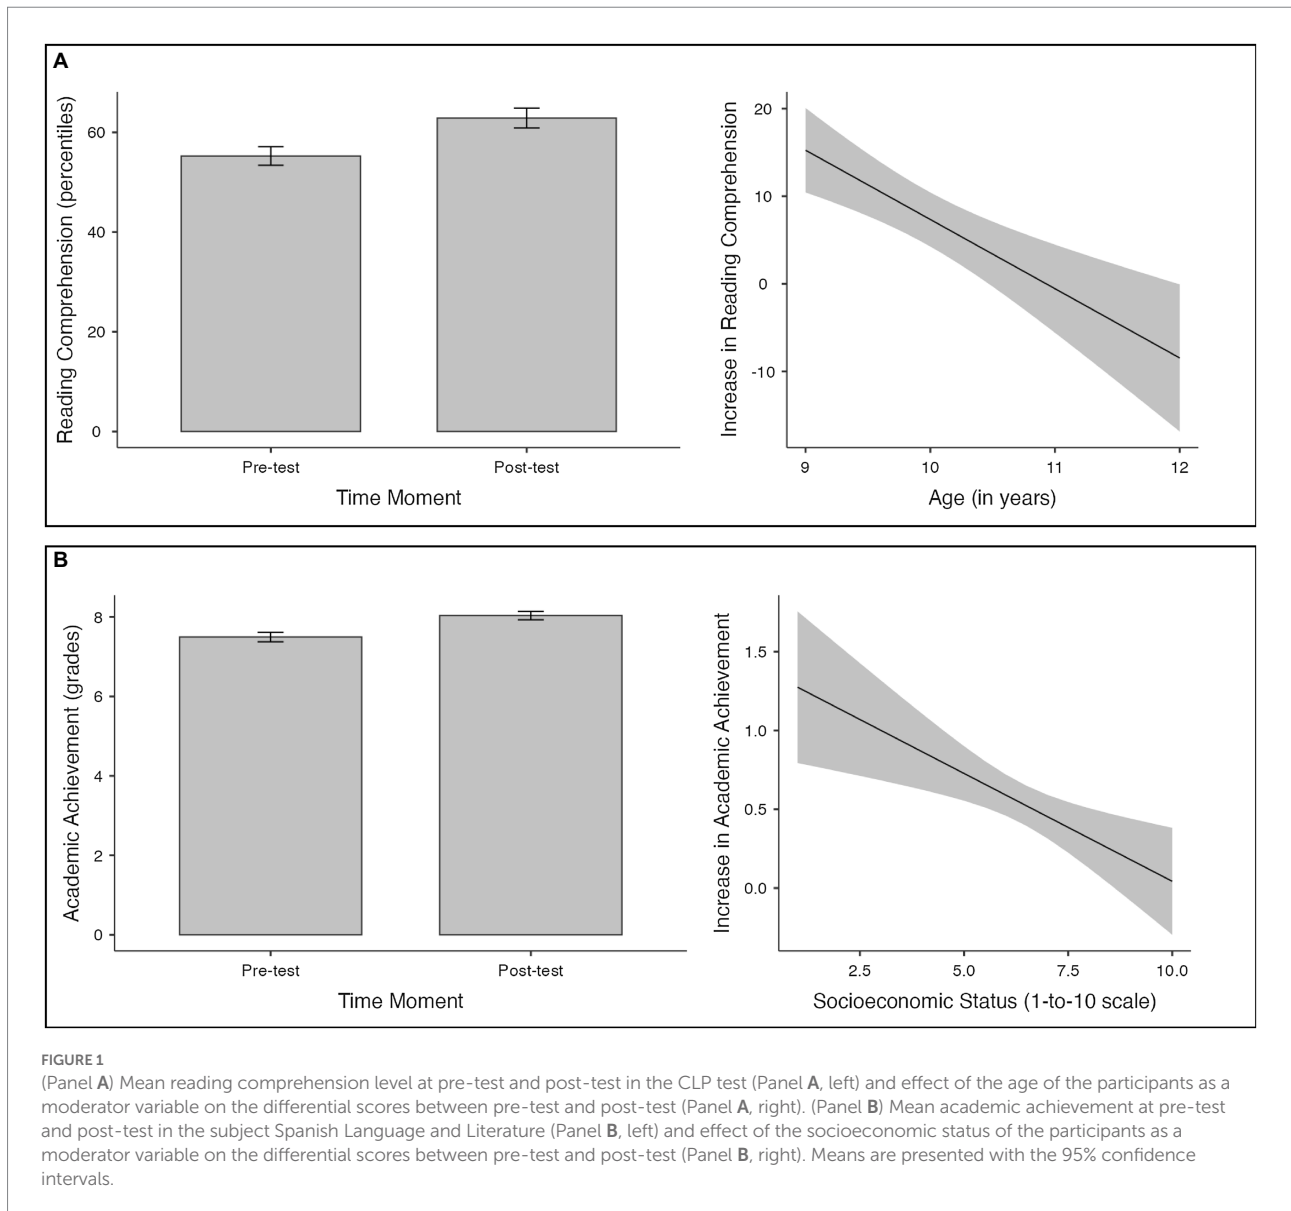 A
Reading Comprehension (percentiles)
60
40
20
0
Pre-test
Post-test
Time Moment
Increase in Reading Comprehension
20
10
0
-10
9
10
11
12
Age (in years)
B
Academic Achievement (grades)
8
6
4
2
0
Pre-test
Post-test
Time Moment
Increase in Academic Achievement
1.5
1.0
0.5
0.0
2.5
5.0
7.5
10.0
Socioeconomic Status (1-to-10 scale)
FIGURE 1
(Panel A) Mean reading comprehension level at pre-test and post-test in the CLP test (Panel A, left) and effect of the age of the participants as a
moderator variable on the differential scores between pre-test and post-test (Panel A, right). (Panel B) Mean academic achievement at pre-test
and post-test in the subject Spanish Language and Literature (Panel B, left) and effect of the socioeconomic status of the participants as a
moderator variable on the differential scores between pre-test and post-test (Panel B, right). Means are presented with the 95% confidence
intervals.